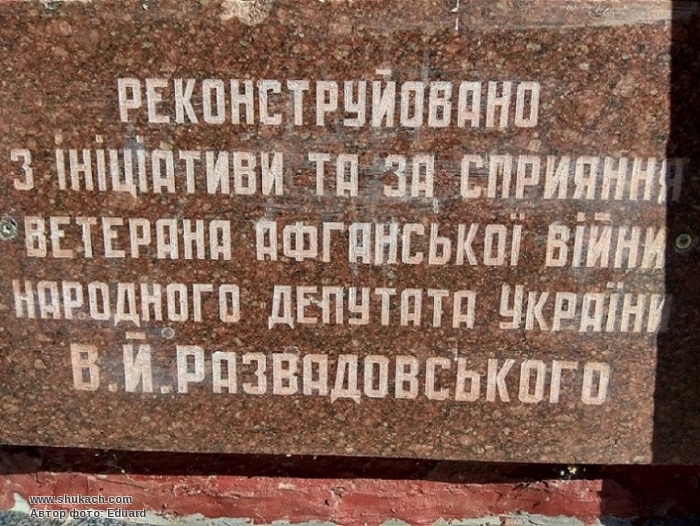 РЕКОНСТРУЙОВАНО
З ІНІЦІАТИВИ ТА ЗА СПРИЯННЯ
ВЕТЕРАНА АФГАНСЬКОЇ ВІЙНИ
НАРОДНОГО ДЕПУТАТА УКРАЇНИ
В.Й.РАЗВАДОВСЬКОГО
www.shukach.com
Автор фото: Eduard